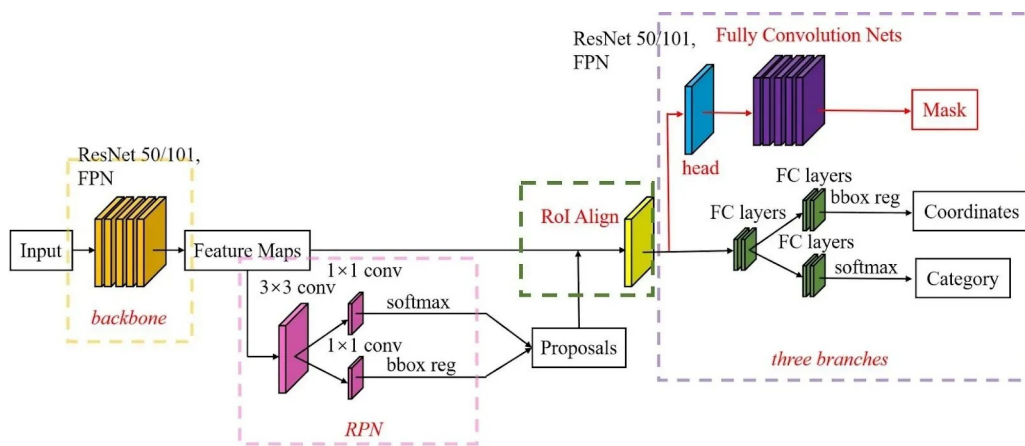 ResNet 50/101,
FPN
Fully Convolution Nets
Mask
head
ResNet 50/101,
FPN
RoI Align
FC layers
FC layers
bbox reg
Coordinates
FC layers
softmax
Category
Input
Feature Maps
backbone
1×1 conv
3×3 conv
softmax
1×1 conv
bbox reg
Proposals
RPN
three branches